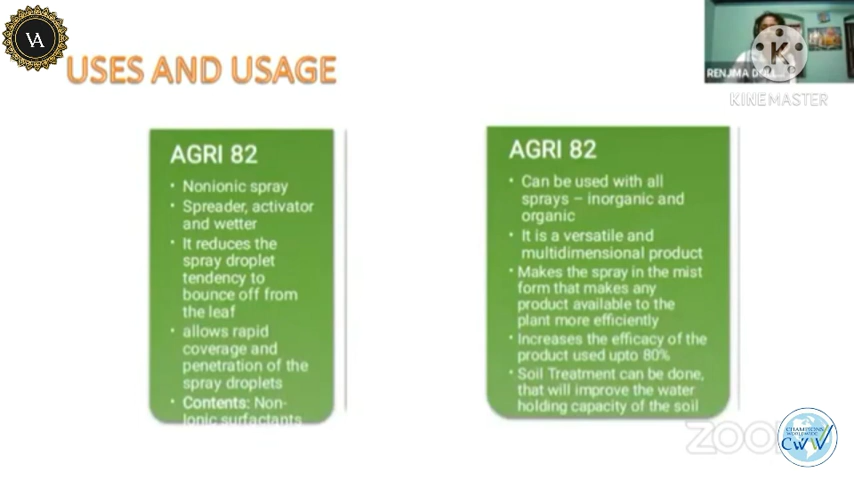 VA
USES AND USAGE
K
KINEMASTER
AGRI 82
• Nonionic spray
• Spreader, activator
and wetter
• It reduces the
spray droplet
tendency to
bounce off from
the leaf
• allows rapid
coverage and
penetration of the
spray droplets
• Contents: Non-
Ionic surfactants
AGRI 82
• Can be used with all
sprays – inorganic and
organic
• It is a versatile and
multidimensional product
• Makes the spray in the mist
form that makes any
product available to the
plant more efficiently
• Increases the efficacy of the
product used upto 80%
• Soil Treatment can be done,
that will improve the water
holding capacity of the soil
RENJIMA
zoom
CHAMPIONS
WORLDWIDE
CWW